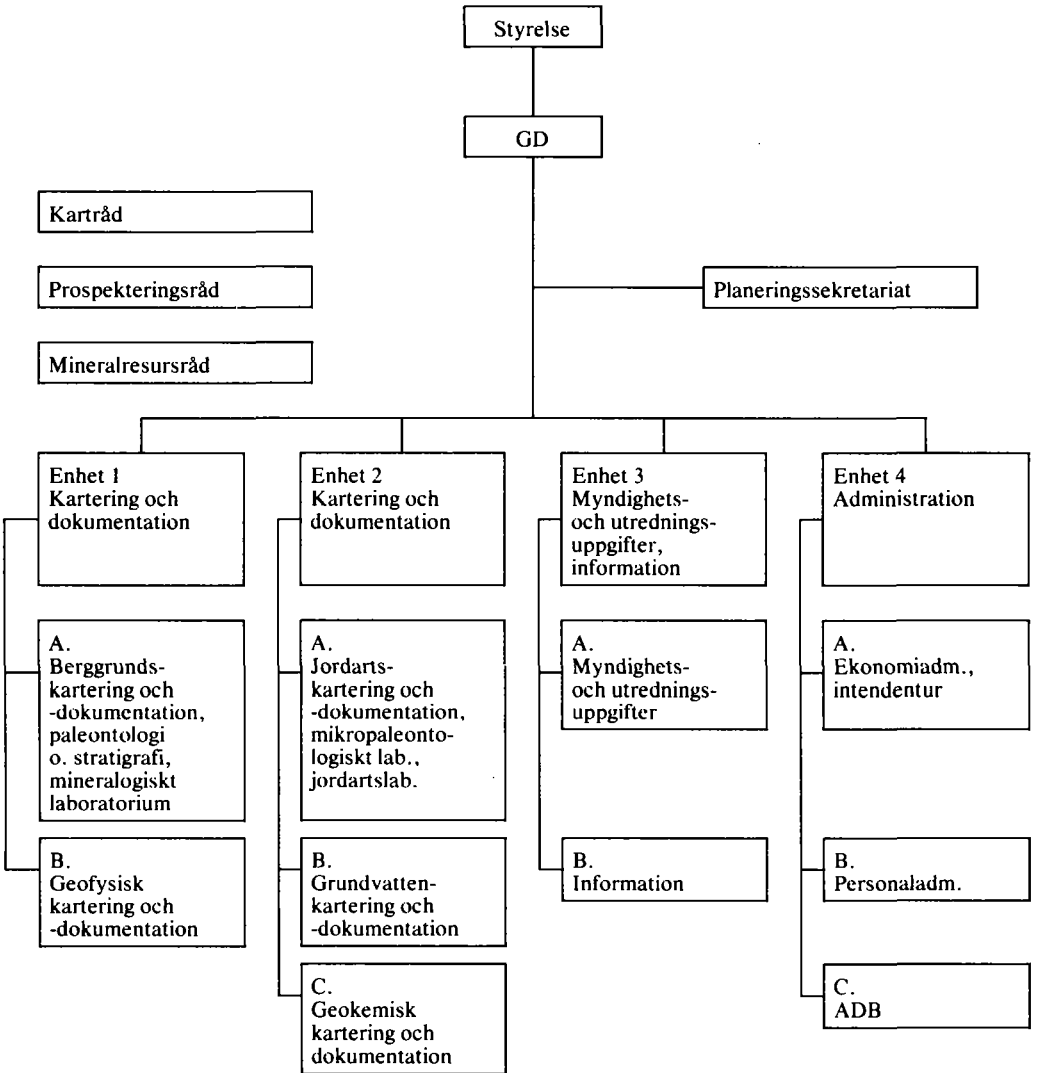 Styrelse
GD
Kartråd
Prospekteringsråd
Planeringssekretariat
Mineralresursråd
Enhet 1
Kartering och
dokumentation
Enhet 2
Kartering och
dokumentation
Enhet 3
Myndighets-
och utrednings-
uppgifter,
information
Enhet 4
Administration
A.
Berggrunds-
kartering och
-dokumentation,
paleontologi
o. stratigrafi,
mineralogiskt
laboratorium
A.
Jordarts-
kartering och
-dokumentation,
mikropaleonto-
logiskt lab.,
jordartslab.
A.
Myndighets-
och utrednings-
uppgifter
A.
Ekonomiadm.,
intendentur
B.
Geofysisk
kartering och
-dokumentation
B.
Grundvatten-
kartering och
-dokumentation
B.
Information
B.
Personaladm.
C.
Geokemisk
kartering och
dokumentation
C.
ADB